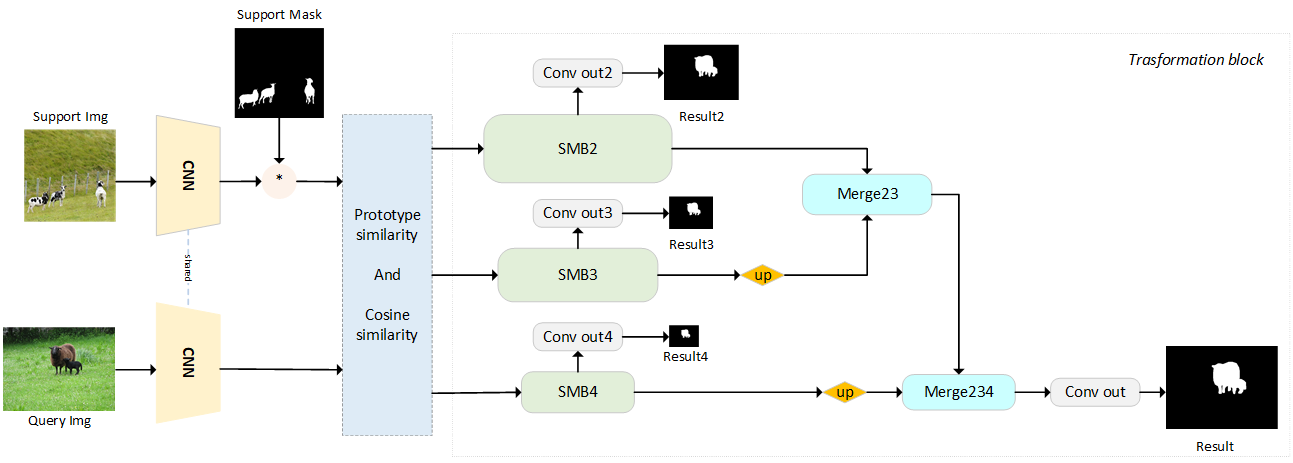 Support Mask
Support Img
CNN
*
shared
CNN
Query Img
Prototype
similarity
And
Cosine
similarity
Trasformation block
Conv out2
Result2
SMB2
Merge23
Conv out3
Result3
SMB3
up
Conv out4
Result4
SMB4
up
Merge234
Conv out
Result